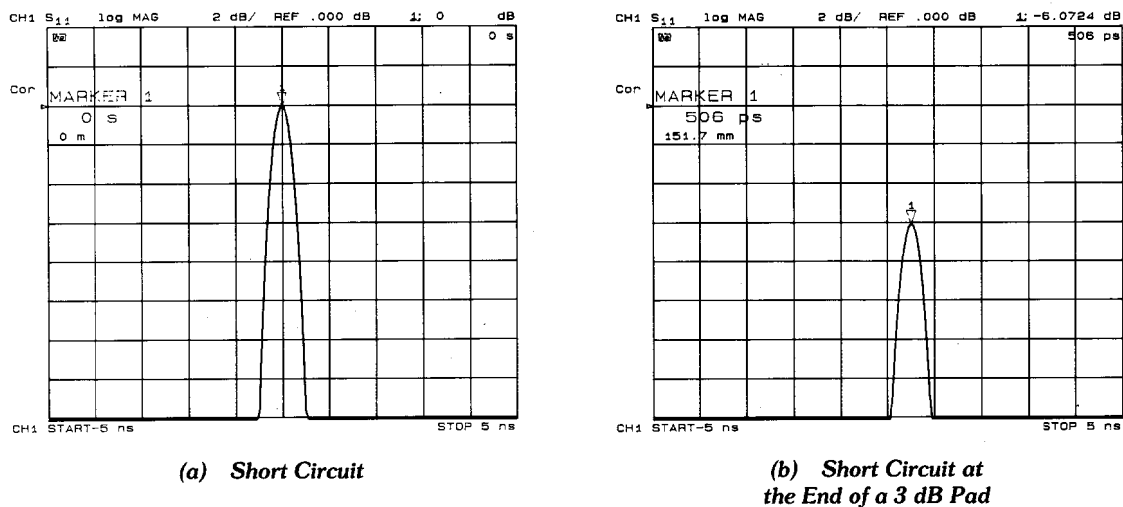 CH1 S11 log MAG 2 dB/ REF .000 dB 1; 0 dB
0 s
Cor
MARKER 1
0 s
0 m
1
CH1 START-5 ns STOP 5 ns
(a) Short Circuit
CH1 S11 log MAG 2 dB/ REF .000 dB 1; -6.0724 dB
506 ps
Cor
MARKER 1
506 ps
151.7 mm
1
CH1 START-5 ns STOP 5 ns
(b) Short Circuit at
the End of a 3 dB Pad